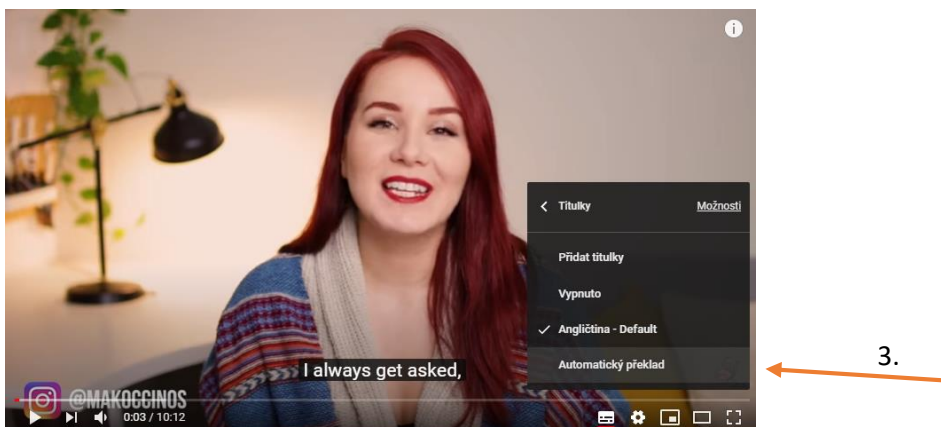 Titulky Možnosti
Přidat titulky
Vypnuto
Angličtina - Default
Automatický překlad
3.
I always get asked,
@MAKOCCINOS
0:03 / 10:12